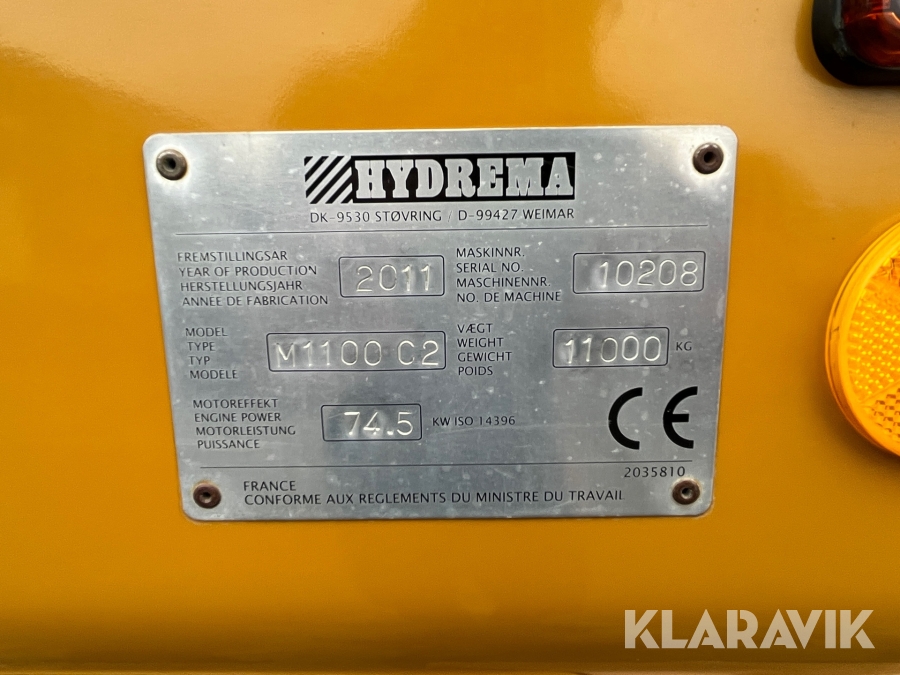 HYDREMA
DK-9530 STØVRING / D-99427 WEIMAR
FREMSTILLINGSAR
YEAR OF PRODUCTION
HERSTELLUNGSJAHR
ANNEE DE FABRICATION
2011
MASKINNR.
SERIAL NO.
MASCHINENNR.
NO. DE MACHINE
10208
MODEL
TYPE
TYP
MODELE
M1100 C2
VÆGT
WEIGHT
GEWICHT
POIDS
11000 KG
MOTOREFFEKT
ENGINE POWER
MOTORLEISTUNG
PUISSANCE
74.5 KW ISO 14396
CE
2035810
FRANCE
CONFORME AUX REGLEMENTS DU MINISTRE DU TRAVAIL
KLARAVIK